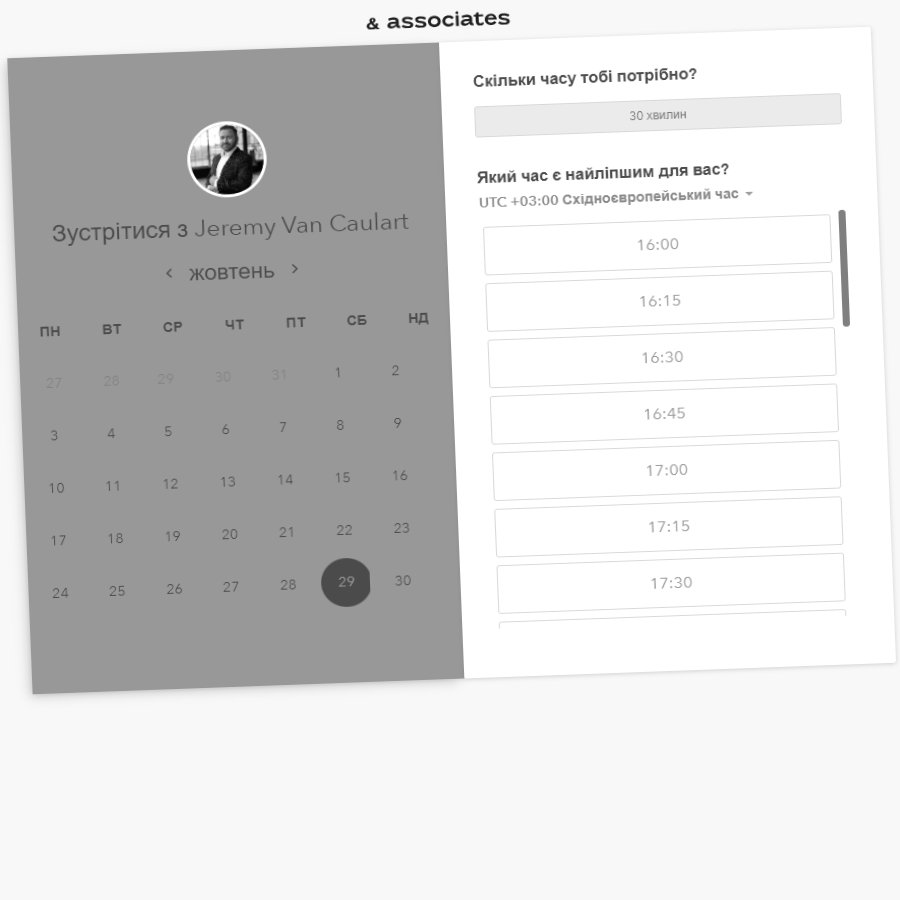 & associates
Зустрітися з Jeremy Van Caulart
жовтень
ПН ВТ СР ЧТ ПТ СБ НД
27 28 29 30 31 1 2
3 4 5 6 7 8 9
10 11 12 13 14 15 16
17 18 19 20 21 22 23
24 25 26 27 28 29 30
Скільки часу тобі потрібно?
30 хвилин
Який час є найліпшим для вас?
UTC +03:00 Східноєвропейський час
16:00
16:15
16:30
16:45
17:00
17:15
17:30